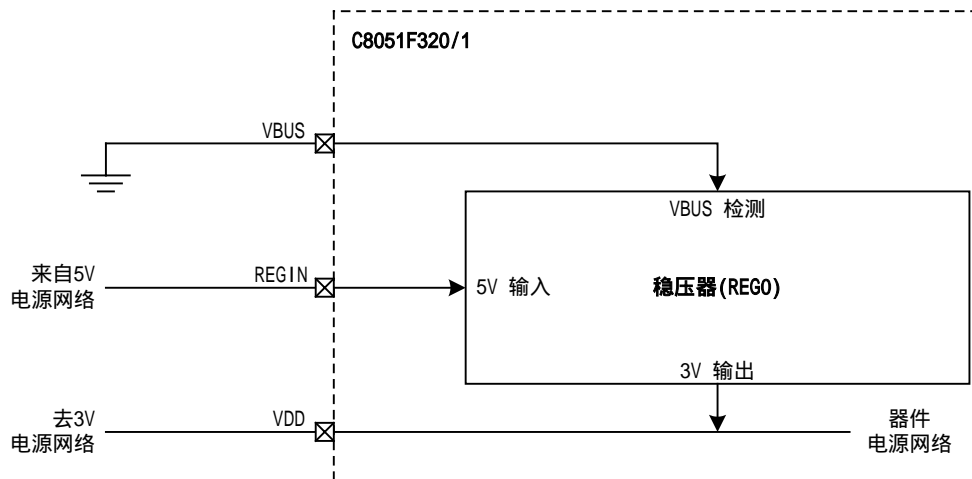 C8051F320/1
VBUS
VBUS 检测
来自5V
电源网络
REGIN
5V 输入
稳压器(REG0)
3V 输出
去3V
电源网络
VDD
器件
电源网络